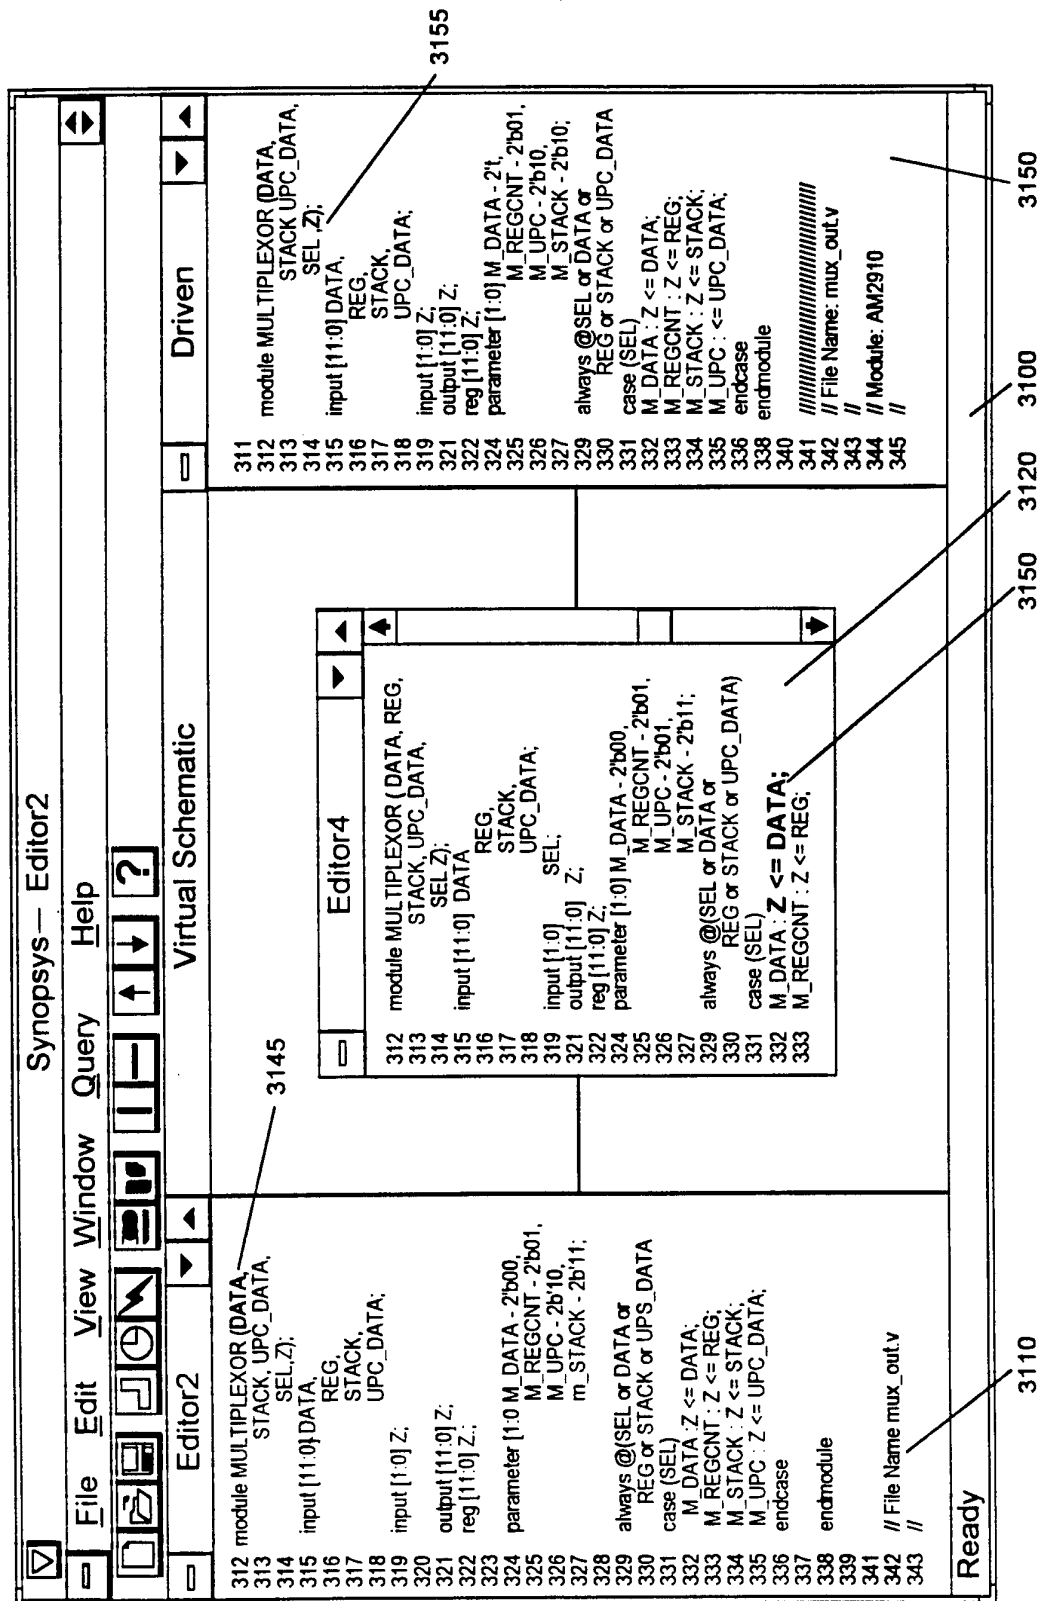 Synopsys— Editor2
File Edit View Window Query Help
?
Editor2
Virtual Schematic
Driven
312 module MULTIPLEXOR (DATA,
313 STACK, UPC_DATA,
314 SEL,Z);
315 input [11:0] DATA,
316 REG,
317 STACK,
318 UPC_DATA;
319 input [1:0] Z;
320
321 output [11:0] Z;
322 reg [11:0] Z;;
323
324 parameter [1:0 M_DATA - 2'b00,
325 M_REGCNT - 2'b01,
326 M_UPC - 2b'10,
327 m_STACK - 2b'11;
328
329 always @(SEL or DATA or
330 REG or STACK or UPS_DATA
331 case (SEL)
332 M_DATA : Z <= DATA;
333 M_REGCNT : Z <= REG;
334 M_STACK : Z <= STACK;
335 M_UPC : Z <= UPC_DATA;
336 endcase
337
338 endmodule
339
341
342 // File Name mux_out.v
343 //
Editor4
312 module MULTIPLEXOR ( DATA, REG,
313 STACK, UPC_DATA,
314 SEL Z);
315 input [11:0] DATA
316 REG,
317 STACK,
318 UPC_DATA;
319 input [1:0] SEL;
321 output [11:0] Z;
322 reg [11:0] Z;
324 parameter [1:0] M_DATA - 2'b00,
325 M_REGCNT - 2'b01,
326 M_UPC - 2'b01,
327 M_STACK - 2'b11;
329 always @(SEL or DATA or
330 REG or STACK or UPC_DATA)
331 case (SEL)
332 M_DATA : Z <= DATA;
333 M_REGCNT : Z <= REG;
311
312 module MULTIPLEXOR (DATA,
313 STACK UPC_DATA,
314 SEL ,Z);
315 input [11:0] DATA,
316 REG,
317 STACK,
318 UPC_DATA;
319 input [1:0] Z;
321 output [11:0] Z;
322 reg [11:0] Z;
324 parameter [1:0] M_DATA - 2't,
325 M_REGCNT - 2'b01,
326 M_UPC - 2'b10,
327 M_STACK - 2'b10;
329 always @SEL or DATA or
330 REG or STACK or UPC_DATA
331 case (SEL)
332 M_DATA : Z <= DATA;
333 M_REGCNT : Z <= REG;
334 M_STACK : Z <= STACK;
335 M_UPC : <= UPC_DATA;
336 endcase
338 endmodule
340
341 //////////////////////////////////////
342 // File Name: mux_out.v
343 //
344 // Module: AM2910
345 //
Ready
3145
3155
3110
3150
3120
3100
3150